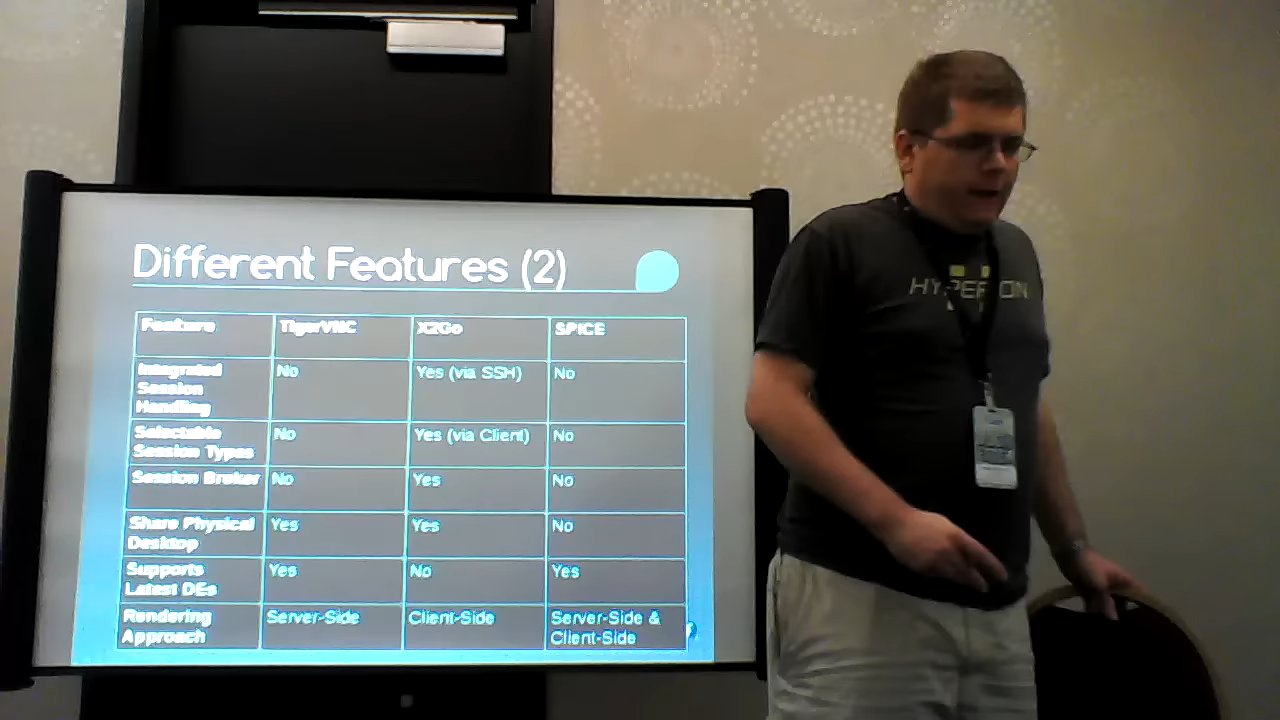 Different Features (2)
Feature TigerVNC X2Go SPICE
Integrated Session Handling No Yes (via SSH) No
Selectable Session Types No Yes (via Client) No
Session Broker No Yes No
Share Physical Desktop Yes Yes No
Supports Latest DEs Yes No Yes
Rendering Approach Server-Side Client-Side Server-Side & Client-Side